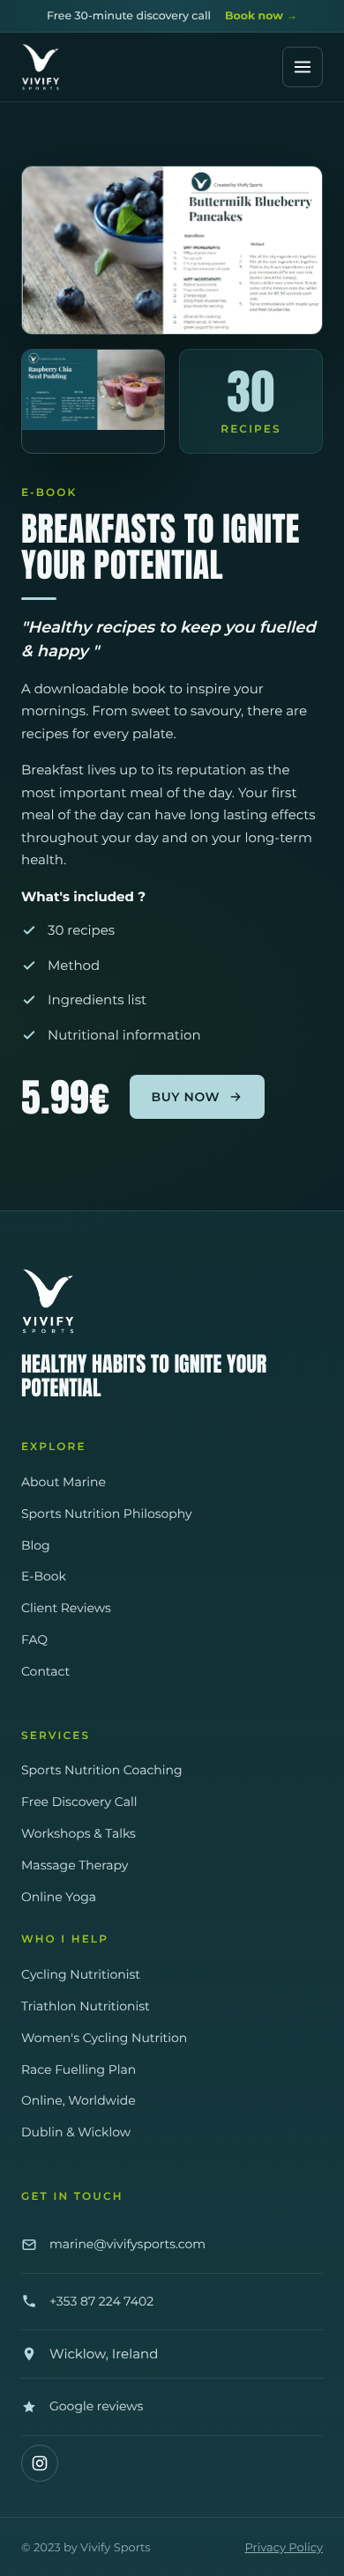 Free 30-minute discovery call Book now →
VIVIFY
SPORTS
Created by Vivify Sports
Buttermilk Blueberry
Pancakes
Ingredients
Method
Raspberry Chia
Seed Pudding
30
RECIPES
E-BOOK
BREAKFASTS TO IGNITE
YOUR POTENTIAL
"Healthy recipes to keep you fuelled
& happy "
A downloadable book to inspire your
mornings. From sweet to savoury, there are
recipes for every palate.
Breakfast lives up to its reputation as the
most important meal of the day. Your first
meal of the day can have long lasting effects
throughout your day and on your long-term
health.
What's included ?
30 recipes
Method
Ingredients list
Nutritional information
5.99€ BUY NOW →
VIVIFY
SPORTS
HEALTHY HABITS TO IGNITE YOUR
POTENTIAL
EXPLORE
About Marine
Sports Nutrition Philosophy
Blog
E-Book
Client Reviews
FAQ
Contact
SERVICES
Sports Nutrition Coaching
Free Discovery Call
Workshops & Talks
Massage Therapy
Online Yoga
WHO I HELP
Cycling Nutritionist
Triathlon Nutritionist
Women's Cycling Nutrition
Race Fuelling Plan
Online, Worldwide
Dublin & Wicklow
GET IN TOUCH
marine@vivifysports.com
+353 87 224 7402
Wicklow, Ireland
Google reviews
© 2023 by Vivify Sports Privacy Policy